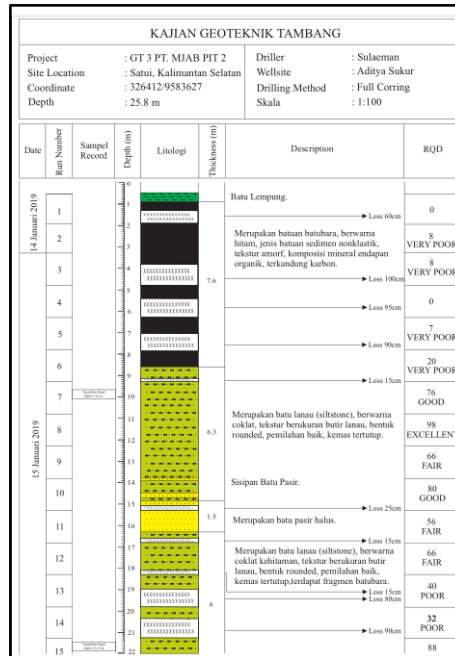 KAJIAN GEOTEKNIK TAMBANG
Project : GT 3 PT. MJAB PIT 2
Site Location : Satui, Kalimantan Selatan
Coordinate : 326412/9583627
Depth : 25.8 m
Driller : Sulaeman
Wellsite : Aditya Sukur
Drilling Method : Full Corring
Skala : 1:100
Date
Run Number
Sampel Record
Depth (m)
Litologi
Thickness (m)
Description
RQD
14 Januari 2019
15 Januari 2019
1
2
3
4
5
6
7
8
9
10
11
12
13
14
15
0
1
2
3
4
5
6
7
8
9
10
11
12
13
14
15
16
17
18
19
20
21
22
7.6
6.3
1.5
6
Batu Lempung.
Loss 60cm
Merupakan batuan batubara, berwarna
hitam, jenis batuan sedimen nonklastik,
tekstur amorf, komposisi mineral endapan
organik, terkandung karbon.
Loss 100cm
Loss 95cm
Loss 90cm
Loss 15cm
Merupakan batu lanau (siltstone), berwarna
coklat, tekstur berukuran butir lanau, bentuk
rounded, pemilahan baik, kemas tertutup.
Sisipan Batu Pasir.
Loss 25cm
Merupakan batu pasir halus.
Loss 15cm
Merupakan batu lanau (siltstone), berwarna
coklat kehitaman, tekstur berukuran butir
lanau, bentuk rounded, pemilahan baik,
kemas tertutup,terdapat fragmen batubara.
Loss 15cm
Loss 80cm
Loss 90cm
0
8
VERY POOR
8
VERY POOR
0
7
VERY POOR
20
VERY POOR
76
GOOD
98
EXCELLENT
66
FAIR
80
GOOD
56
FAIR
66
FAIR
40
POOR
32
POOR
88